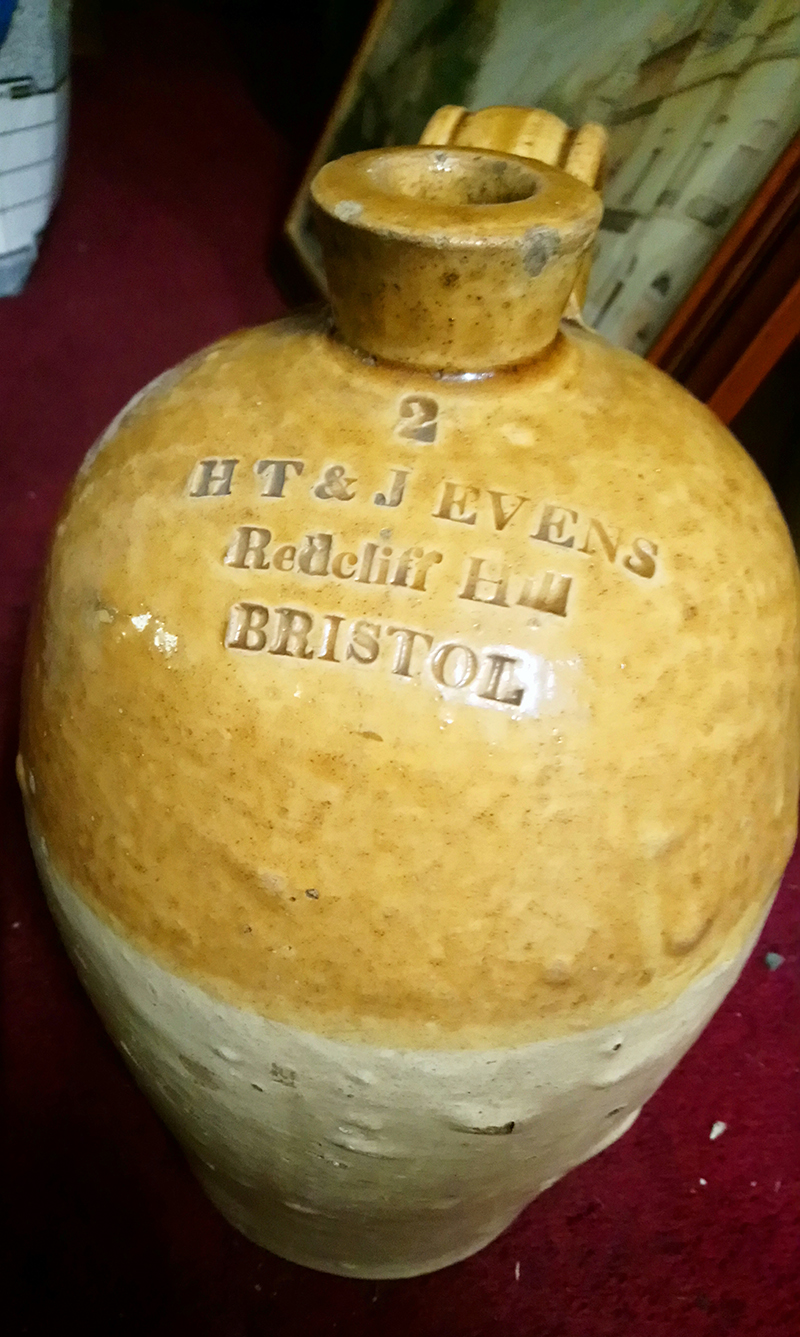 2
H T & J EVENS
Redcliff Hill
BRISTOL